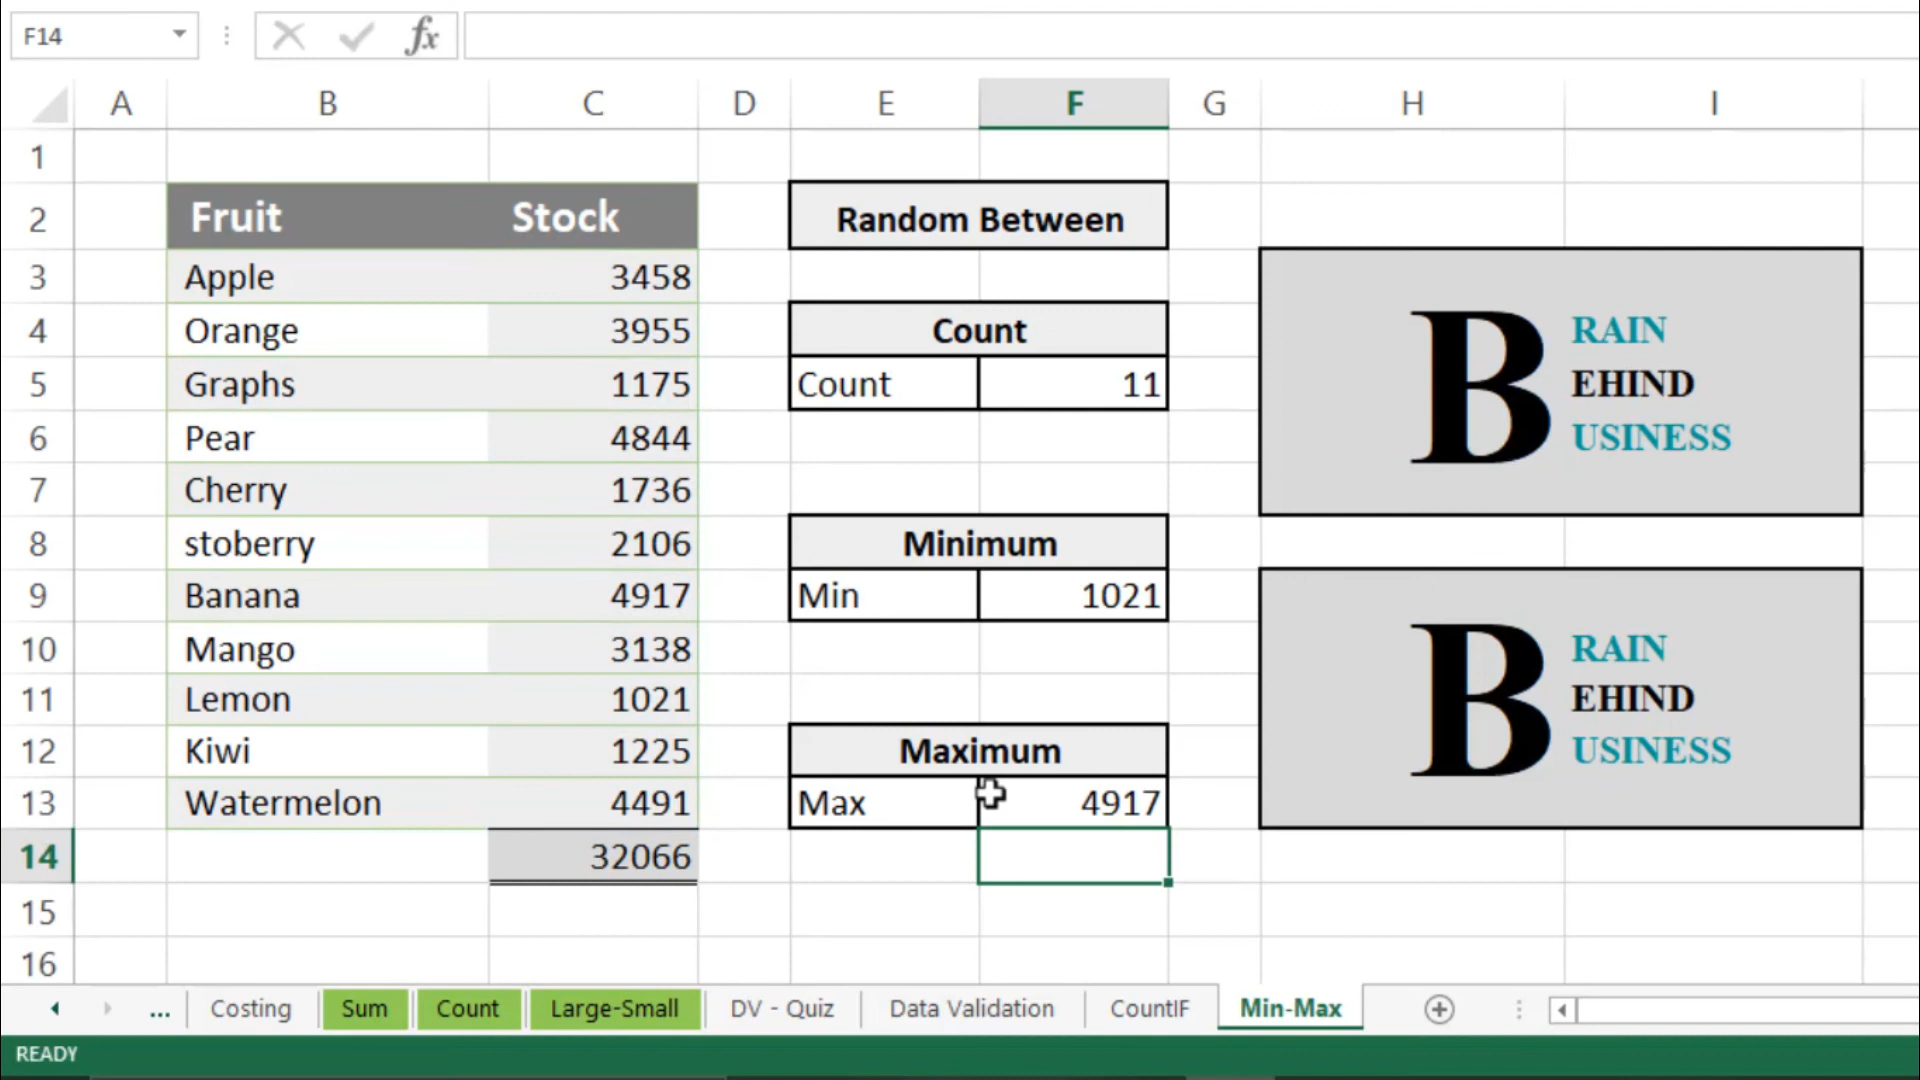 F14
fx
A B C D E F G H I
1
2 Fruit Stock Random Between
3 Apple 3458
4 Orange 3955 Count
5 Graphs 1175 Count 11
6 Pear 4844
7 Cherry 1736
8 stoberry 2106 Minimum
9 Banana 4917 Min 1021
10 Mango 3138
11 Lemon 1021
12 Kiwi 1225 Maximum
13 Watermelon 4491 Max 4917
14 32066
15
16
B RAIN
EHIND
USINESS
B RAIN
EHIND
USINESS
... Costing Sum Count Large-Small DV - Quiz Data Validation CountIF Min-Max
READY